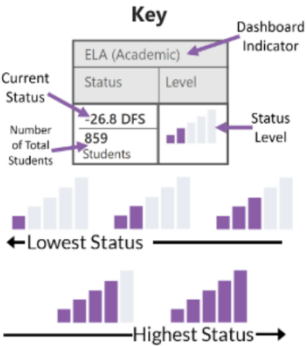 Key
Dashboard
Indicator
ELA (Academic)
Current
Status
Status
Level
-26.8 DFS
859
Students
Number
of Total
Students
Status
Level
Lowest Status
Highest Status